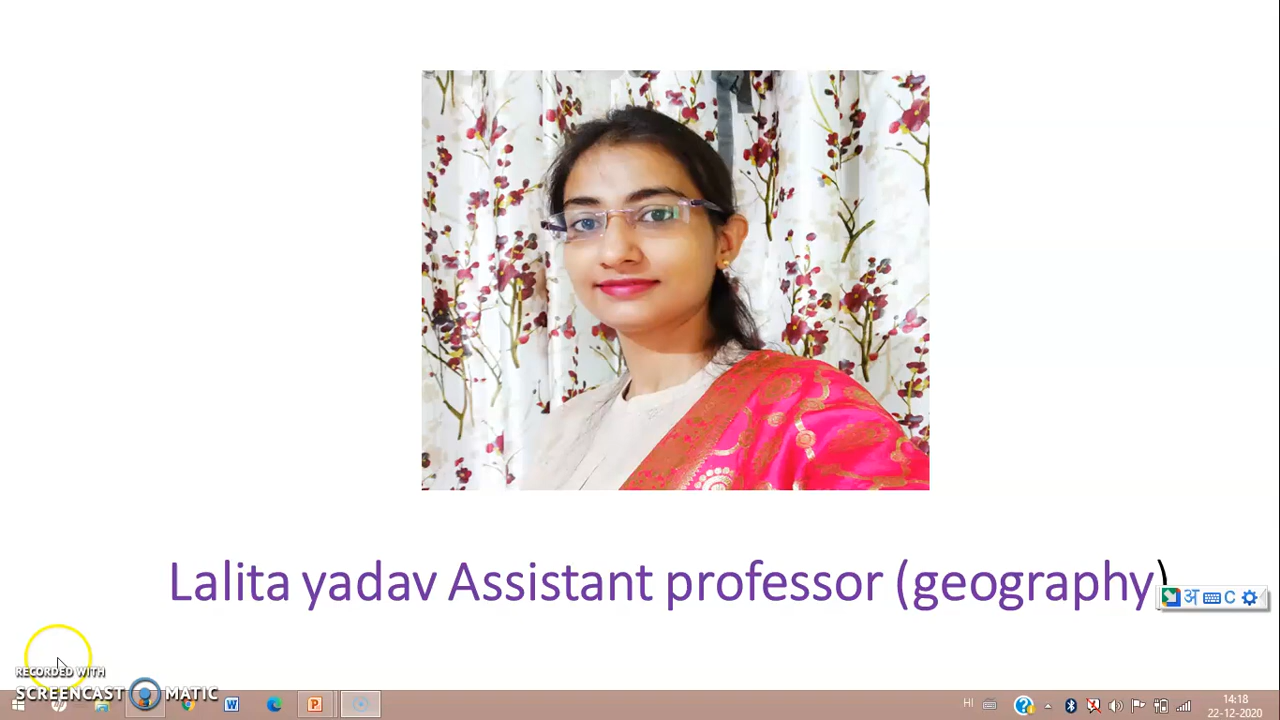 Lalita yadav Assistant professor (geography)
अ C
RECORDED WITH
SCREENCAST MATIC
HI
14:18
22-12-2020